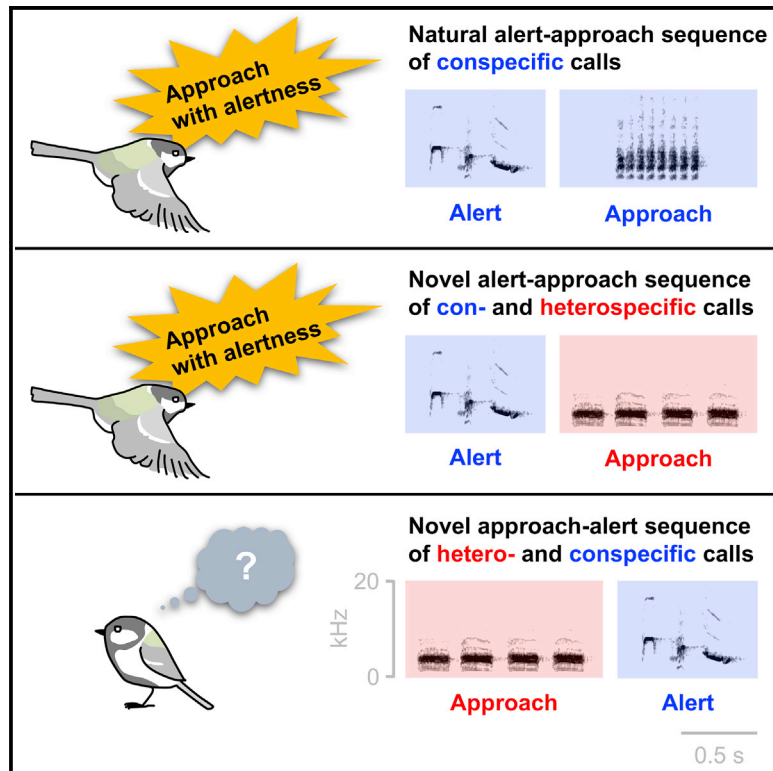 Approach
with alertness
Natural alert-approach sequence
of conspecific calls
Alert
Approach
Approach
with alertness
Novel alert-approach sequence
of con- and heterospecific calls
Alert
Approach
?
Novel approach-alert sequence
of hetero- and conspecific calls
20
kHz
0
Approach
Alert
0.5 s